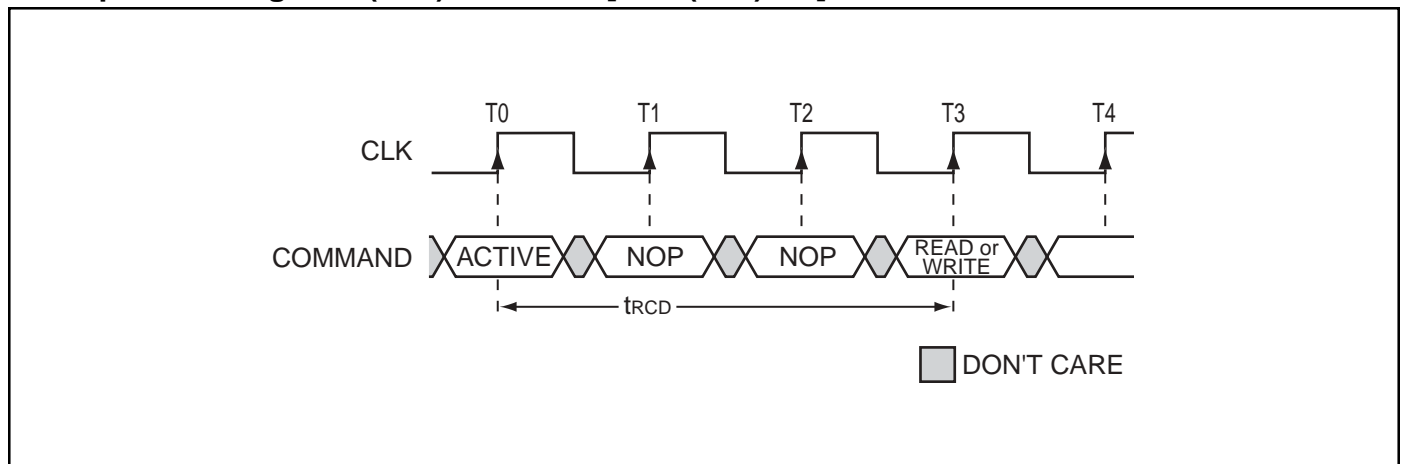 T0 T1 T2 T3 T4
CLK
COMMAND ACTIVE NOP NOP READ or
WRITE
tRCD
DON'T CARE